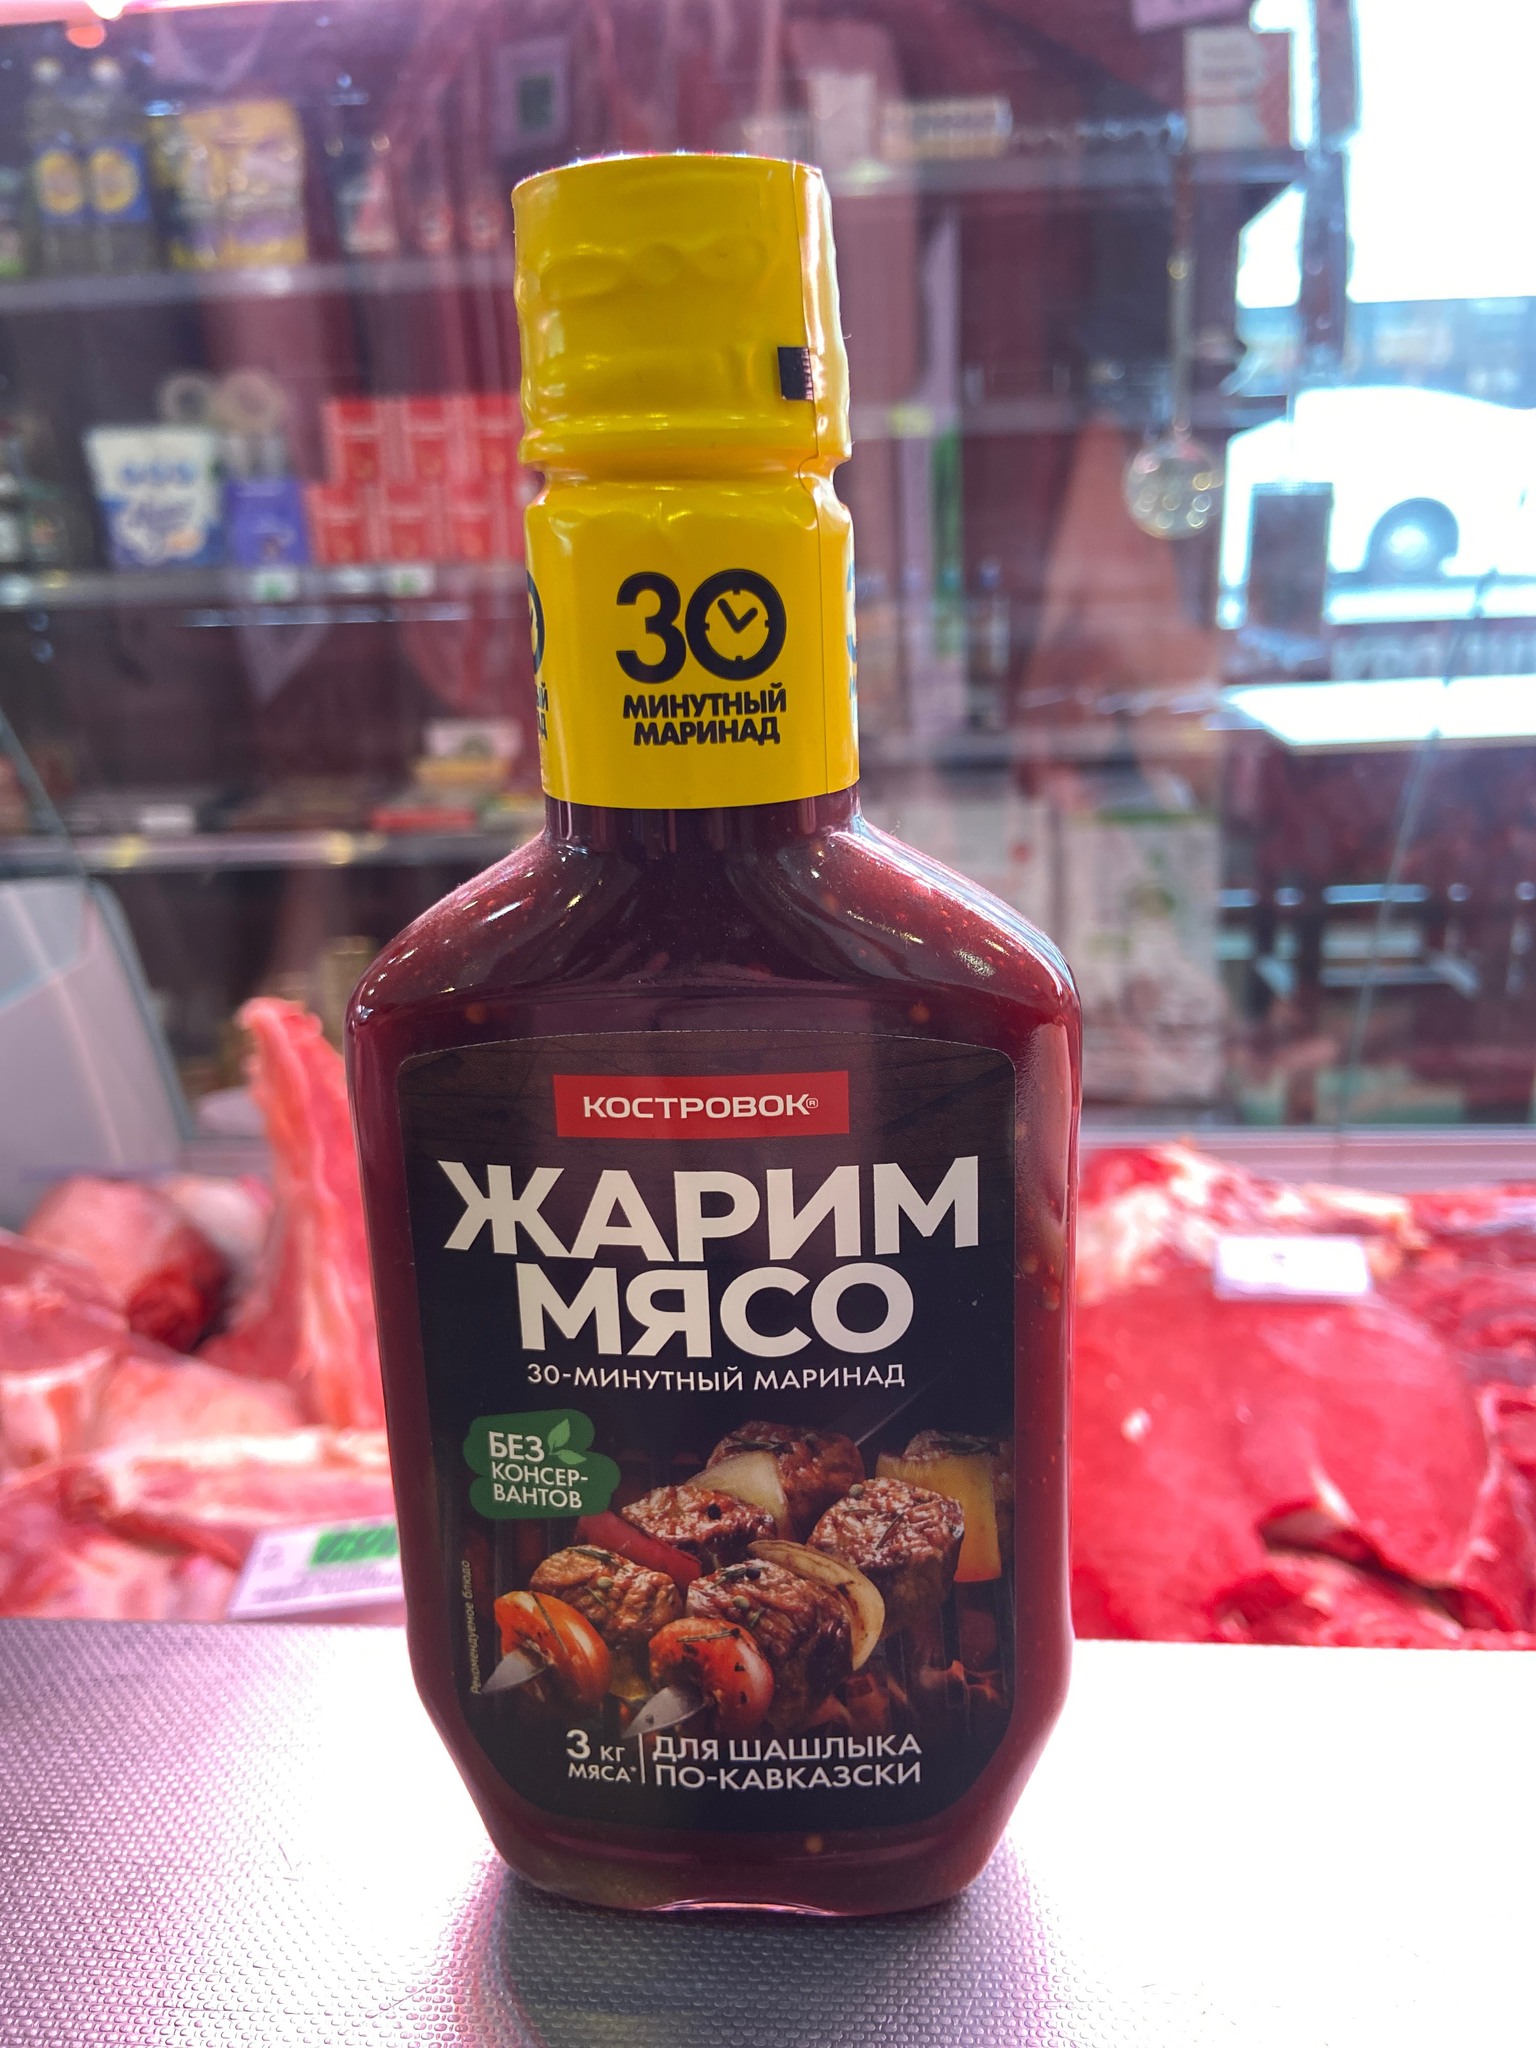 30
МИНУТНЫЙ
МАРИНАД
КОСТРОВОК®
ЖАРИМ
МЯСО
30-МИНУТНЫЙ МАРИНАД
БЕЗ
КОНСЕР-
ВАНТОВ
Рекомендуемое блюдо
3 КГ
МЯСА*
ДЛЯ ШАШЛЫКА
ПО-КАВКАЗСКИ